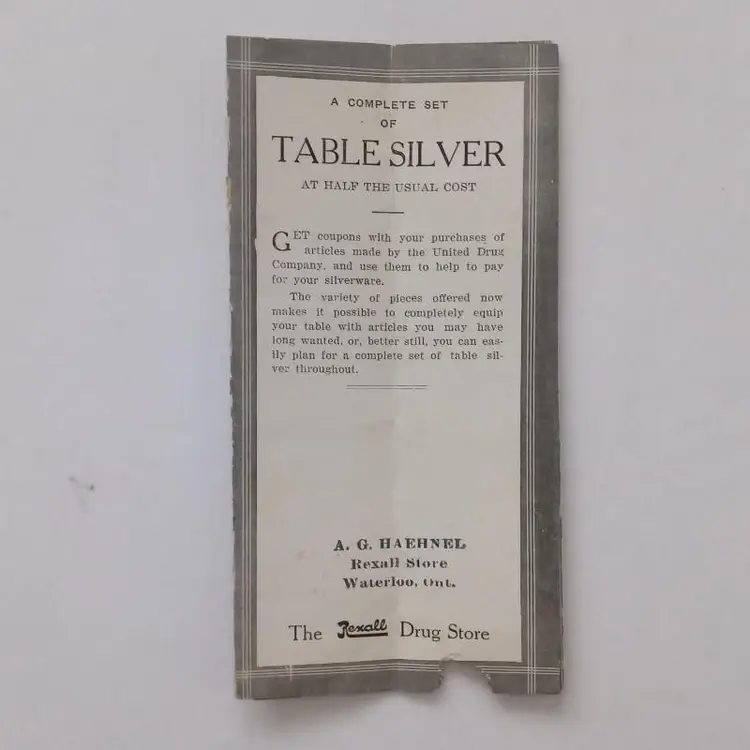 A COMPLETE SET
OF
TABLE SILVER
AT HALF THE USUAL COST
GET coupons with your purchases of
articles made by the United Drug
Company, and use them to help to pay
for your silverware.
The variety of pieces offered now
makes it possible to completely equip
your table with articles you may have
long wanted, or, better still, you can eas-
ily plan for a complete set of table sil-
ver throughout.
A. G. HAEHNEL
Rexall Store
Waterloo, Ont.
The Rexall Drug Store